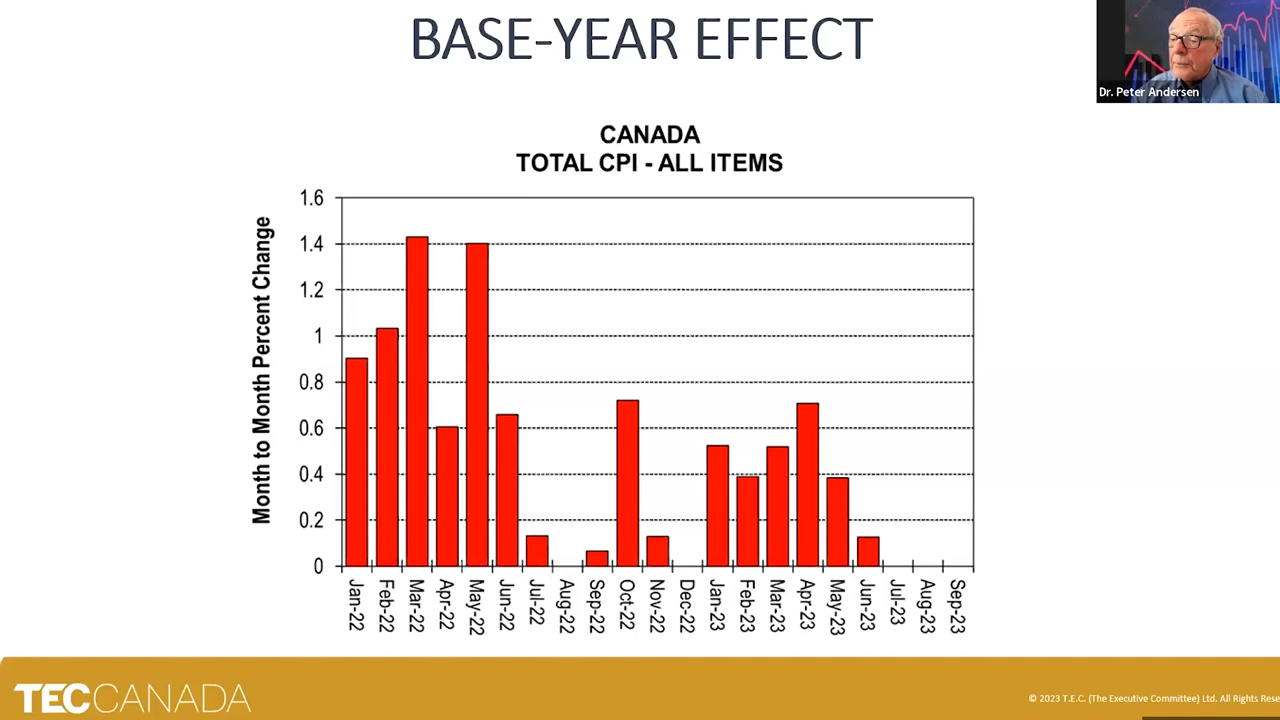 BASE-YEAR EFFECT
Dr. Peter Andersen
CANADA
TOTAL CPI - ALL ITEMS
Month to Month Percent Change
1.6
1.4
1.2
1
0.8
0.6
0.4
0.2
0
Jan-22
Feb-22
Mar-22
Apr-22
May-22
Jun-22
Jul-22
Aug-22
Sep-22
Oct-22
Nov-22
Dec-22
Jan-23
Feb-23
Mar-23
Apr-23
May-23
Jun-23
Jul-23
Aug-23
Sep-23
TECCANADA
© 2023 T.E.C. (The Executive Committee) Ltd. All Rights Rese